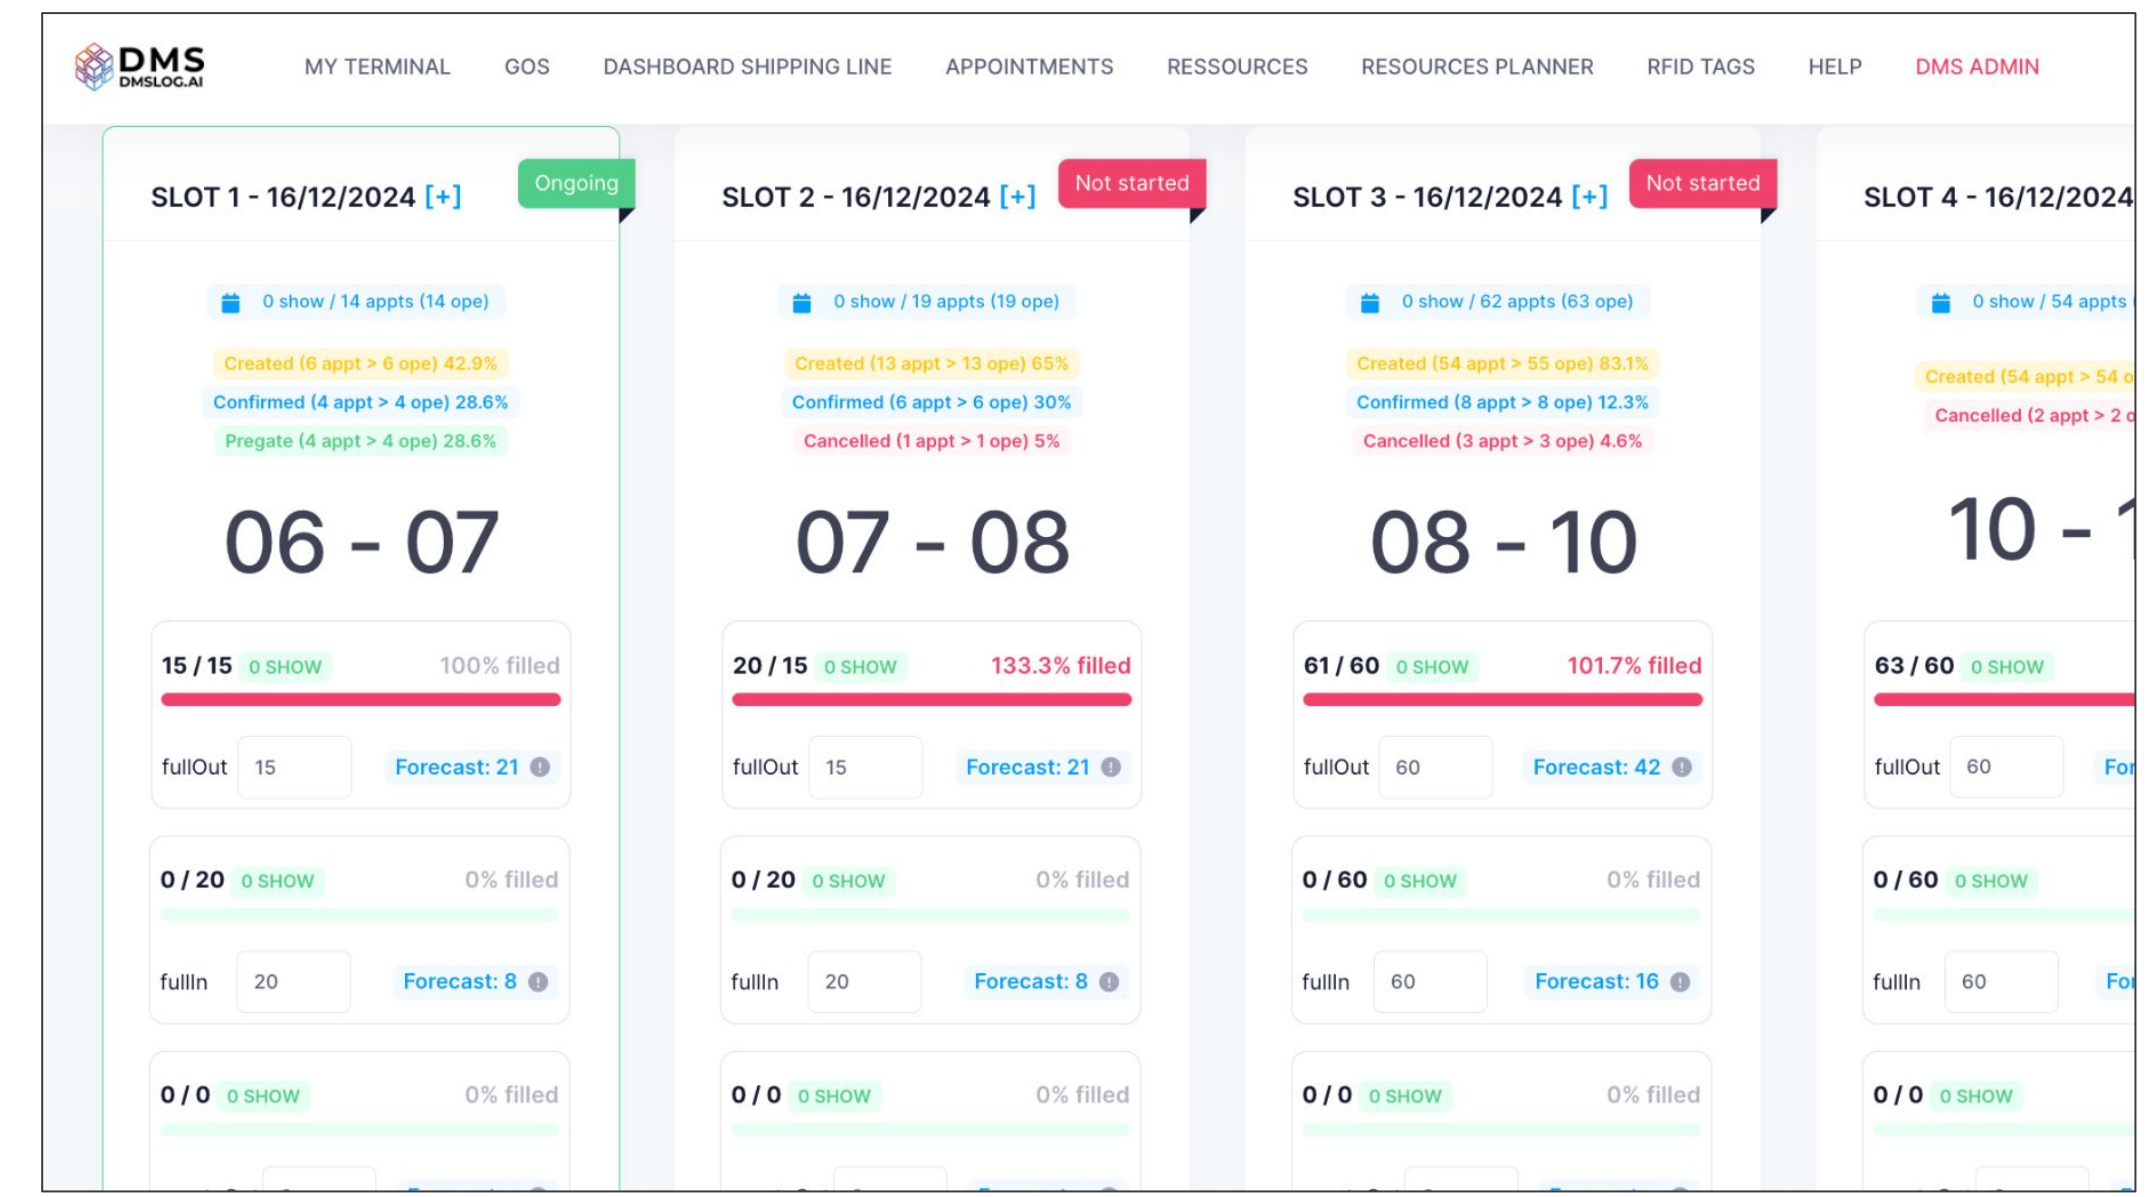 DMS
DMSLOG.AI
MY TERMINAL GOS DASHBOARD SHIPPING LINE APPOINTMENTS RESSOURCES RESOURCES PLANNER RFID TAGS HELP DMS ADMIN
SLOT 1 - 16/12/2024 [+]
Ongoing
0 show / 14 appts (14 ope)
Created (6 appt > 6 ope) 42.9%
Confirmed (4 appt > 4 ope) 28.6%
Pregate (4 appt > 4 ope) 28.6%
06 - 07
15 / 15 0 SHOW 100% filled
fullOut 15 Forecast: 21
0 / 20 0 SHOW 0% filled
fullIn 20 Forecast: 8
0 / 0 0 SHOW 0% filled
SLOT 2 - 16/12/2024 [+]
Not started
0 show / 19 appts (19 ope)
Created (13 appt > 13 ope) 65%
Confirmed (6 appt > 6 ope) 30%
Cancelled (1 appt > 1 ope) 5%
07 - 08
20 / 15 0 SHOW 133.3% filled
fullOut 15 Forecast: 21
0 / 20 0 SHOW 0% filled
fullIn 20 Forecast: 8
0 / 0 0 SHOW 0% filled
SLOT 3 - 16/12/2024 [+]
Not started
0 show / 62 appts (63 ope)
Created (54 appt > 55 ope) 83.1%
Confirmed (8 appt > 8 ope) 12.3%
Cancelled (3 appt > 3 ope) 4.6%
08 - 10
61 / 60 0 SHOW 101.7% filled
fullOut 60 Forecast: 42
0 / 60 0 SHOW 0% filled
fullIn 60 Forecast: 16
0 / 0 0 SHOW 0% filled
SLOT 4 - 16/12/2024
0 show / 54 appts
Created (54 appt > 54
Cancelled (2 appt > 2
10 -
63 / 60 0 SHOW
fullOut 60
0 / 60 0 SHOW
fullIn 60
0 / 0 0 SHOW